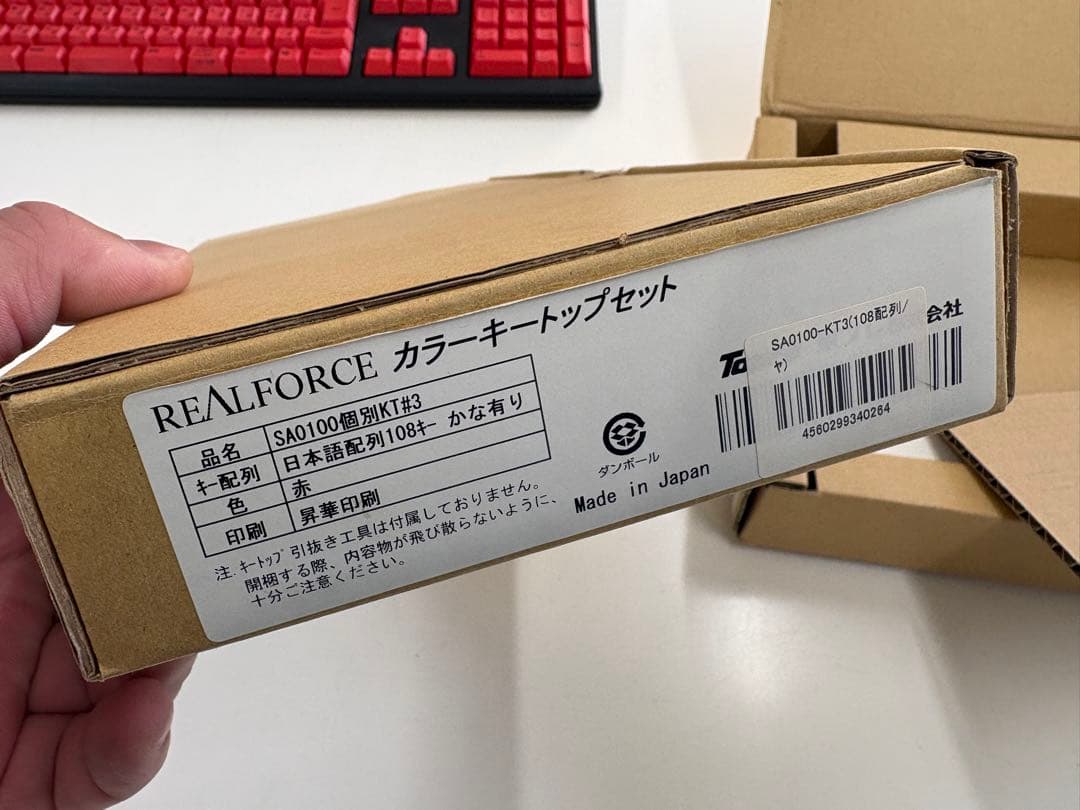 REALFORCE カラーキートップセット
品名 SA0100個別KT#3
キー配列 日本語配列108キー かな有り
色 赤
印刷 昇華印刷
注. キートップ引抜き工具は付属しておりません。
開梱する際、内容物が飛び散らないように、
十分ご注意ください。
ダンボール
Made in Japan
会社
SA0100-KT3(108配列/
ヤ)
4560299340264